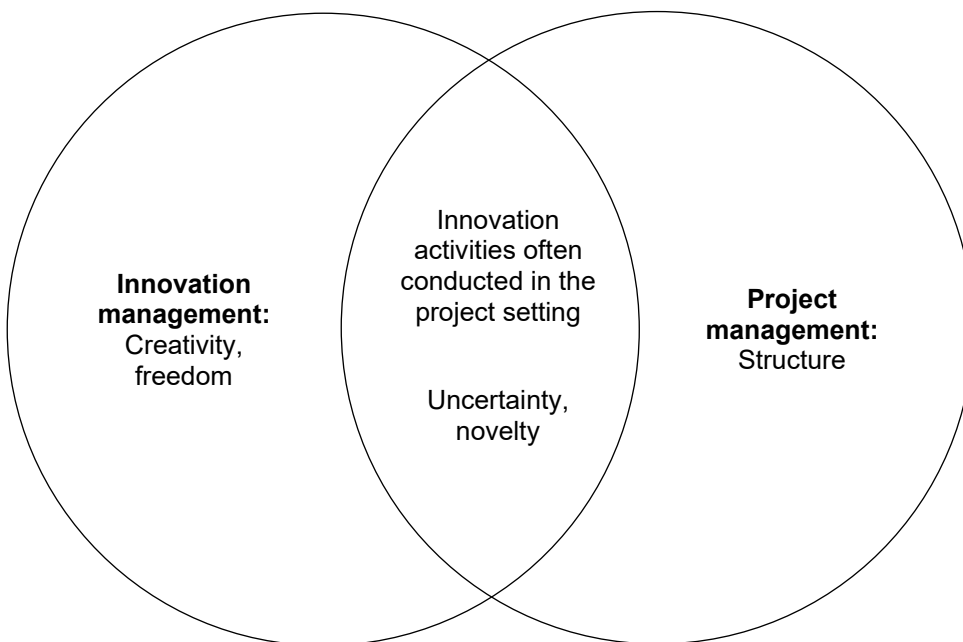 Innovation
management:
Creativity,
freedom
Innovation
activities often
conducted in the
project setting
Uncertainty,
novelty
Project
management:
Structure